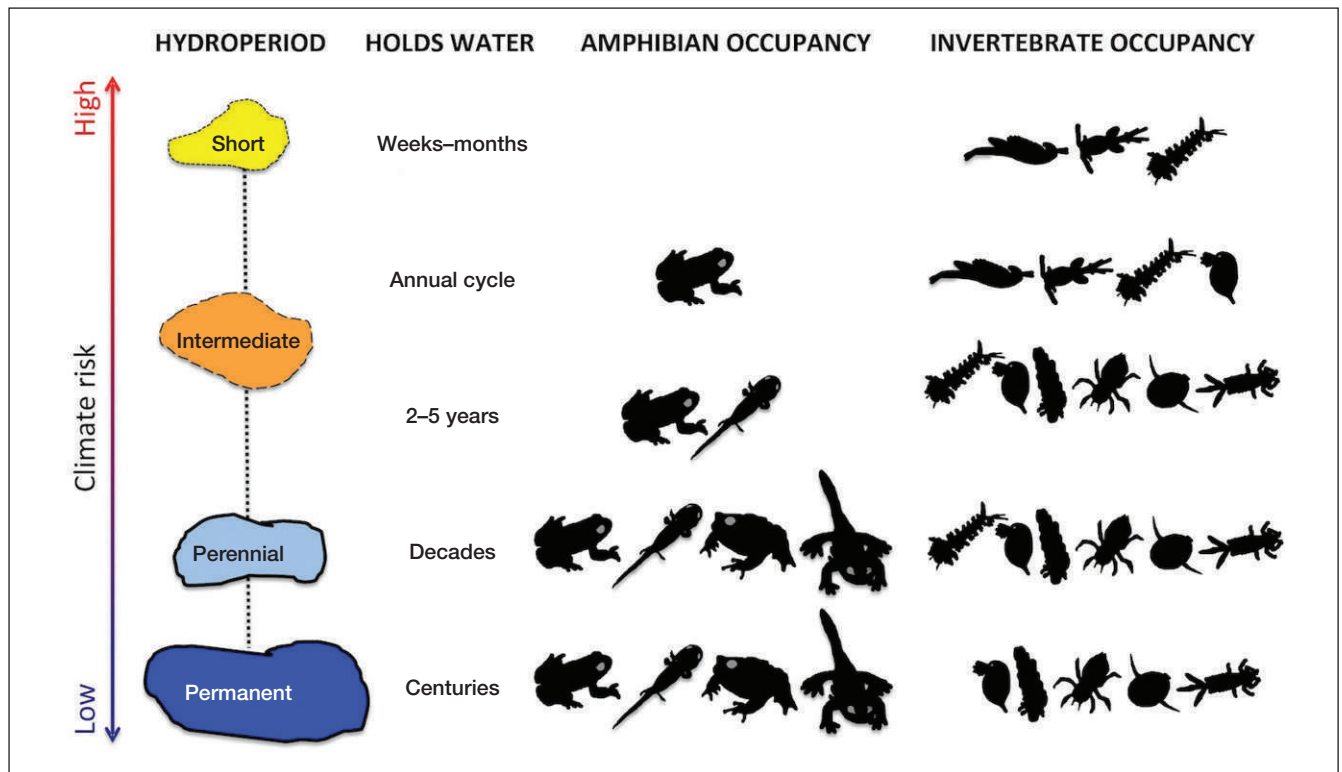 HYDROPERIOD HOLDS WATER AMPHIBIAN OCCUPANCY INVERTEBRATE OCCUPANCY
High
Climate risk
Low
Short Weeks–months
Annual cycle
Intermediate
2–5 years
Perennial Decades
Permanent Centuries